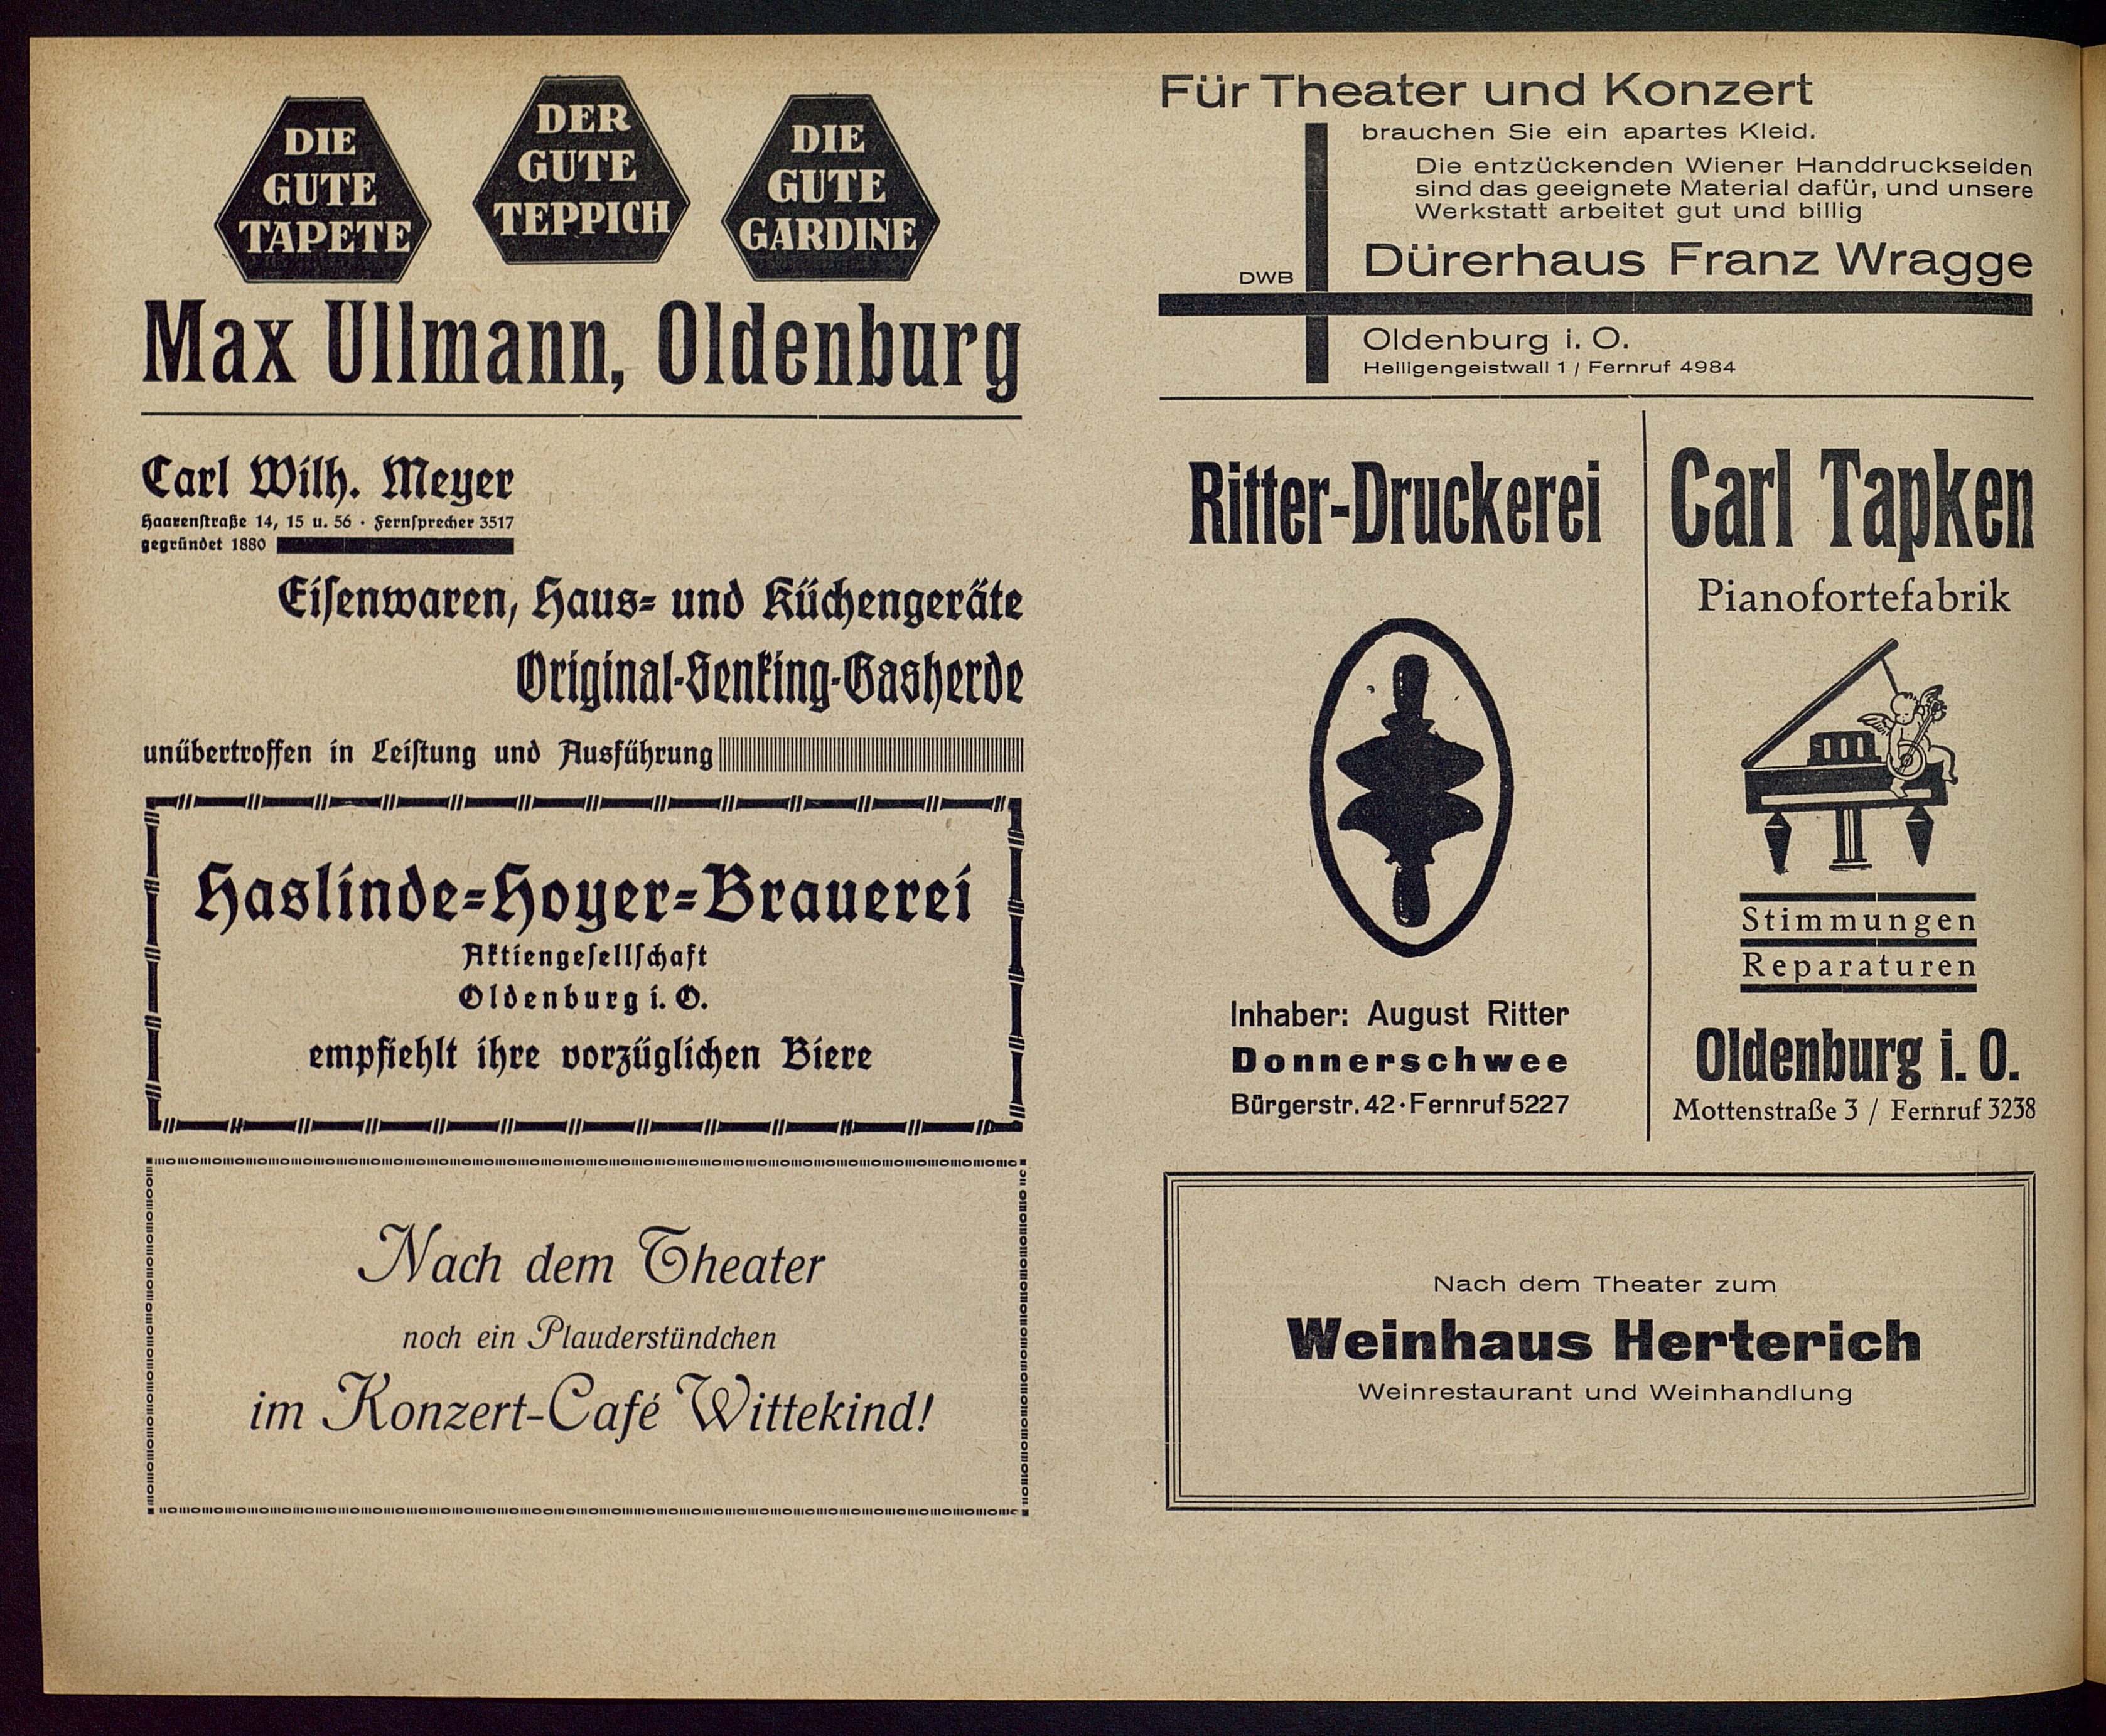 DIE
GUTE
TAPETE
DER
GUTE
TEPPICH
DIE
GUTE
GARDINE
Max Ullmann, Oldenburg
Carl Wilh. Meyer
Haarenſtraße 14, 15 u. 56 · Fernſprecher 3517
gegründet 1880
Eiſenwaren, Haus- und Küchengeräte
Original-Senking-Gasherde
unübertroffen in Leiſtung und Ausführung
Haslinde-Hoyer-Brauerei
Aktiengeſellſchaft
Oldenburg i. O.
empfiehlt ihre vorzüglichen Biere
Nach dem Theater
noch ein Plauderstündchen
im Konzert-Café Wittekind!
Für Theater und Konzert
brauchen Sie ein apartes Kleid.
Die entzückenden Wiener Handdruckseiden
sind das geeignete Material dafür, und unsere
Werkstatt arbeitet gut und billig
DWB
Dürerhaus Franz Wragge
Oldenburg i. O.
Heiligengeistwall 1 / Fernruf 4984
Ritter-Druckerei
Inhaber: August Ritter
Donnerschwee
Bürgerstr. 42 · Fernruf 5227
Carl Tapken
Pianofortefabrik
Stimmungen
Reparaturen
Oldenburg i. O.
Mottenstraße 3 / Fernruf 3238
Nach dem Theater zum
Weinhaus Herterich
Weinrestaurant und Weinhandlung